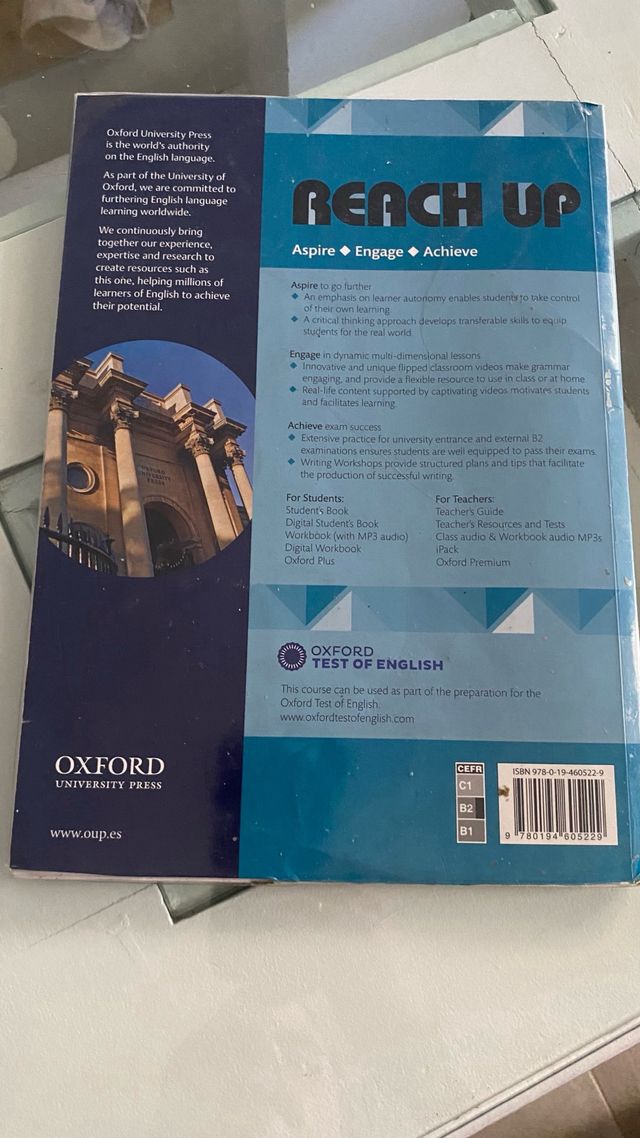 Oxford University Press
is the world's authority
on the English language.
As part of the University of
Oxford, we are committed to
furthering English language
learning worldwide.
We continuously bring
together our experience,
expertise and research to
create resources such as
this one, helping millions of
learners of English to achieve
their potential.
OXFORD
UNIVERSITY
PRESS
OXFORD
UNIVERSITY PRESS
www.oup.es
REACH UP
Aspire ◆ Engage ◆ Achieve
Aspire to go further
◆ An emphasis on learner autonomy enables students to take control
of their own learning.
◆ A critical thinking approach develops transferable skills to equip
students for the real world.
Engage in dynamic multi-dimensional lessons
◆ Innovative and unique flipped classroom videos make grammar
engaging, and provide a flexible resource to use in class or at home.
◆ Real-life content supported by captivating videos motivates students
and facilitates learning.
Achieve exam success
◆ Extensive practice for university entrance and external B2
examinations ensures students are well equipped to pass their exams.
◆ Writing Workshops provide structured plans and tips that facilitate
the production of successful writing.
For Students:
Student's Book
Digital Student's Book
Workbook (with MP3 audio)
Digital Workbook
Oxford Plus
For Teachers:
Teacher's Guide
Teacher's Resources and Tests
Class audio & Workbook audio MP3s
iPack
Oxford Premium
OXFORD
TEST OF ENGLISH
This course can be used as part of the preparation for the
Oxford Test of English.
www.oxfordtestofenglish.com
CEFR
C1
B2
B1
ISBN 978-0-19-460522-9
9 780194 605229